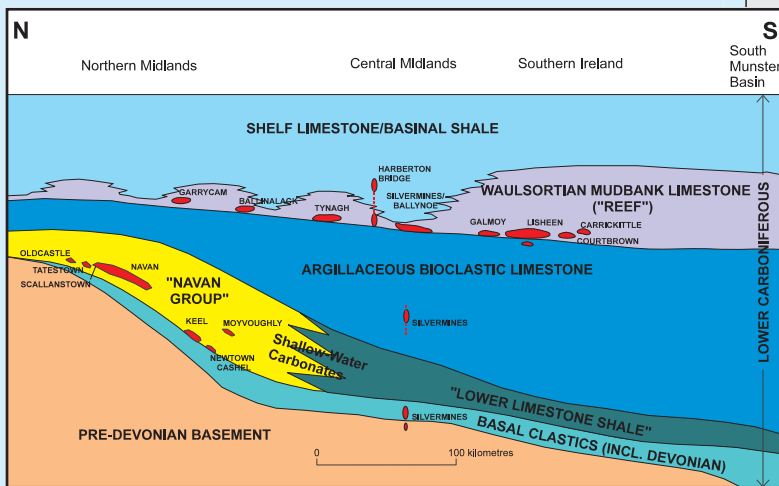 N
S
Northern Midlands
Central Midlands
Southern Ireland
South
Munster
Basin
SHELF LIMESTONE/BASINAL SHALE
HARBERTON
BRIDGE
GARRYCAM
BALLINALACK
TYNAGH
SILVERMINES/
BALLYNOE
WAULSORTIAN MUDBANK LIMESTONE
("REEF")
GALMOY
LISHEEN
CARRICKITTLE
COURTBROWN
LOWER CARBONIFEROUS
OLDCASTLE
TATESTOWN
SCALLANSTOWN
NAVAN
"NAVAN
GROUP"
ARGILLACEOUS BIOCLASTIC LIMESTONE
KEEL
MOYVOUGHLY
NEWTOWN
CASHEL
SILVERMINES
Shallow-Water
Carbonates
"LOWER LIMESTONE SHALE"
SILVERMINES
BASAL CLASTICS (INCL. DEVONIAN)
PRE-DEVONIAN BASEMENT
0
100 kilometres